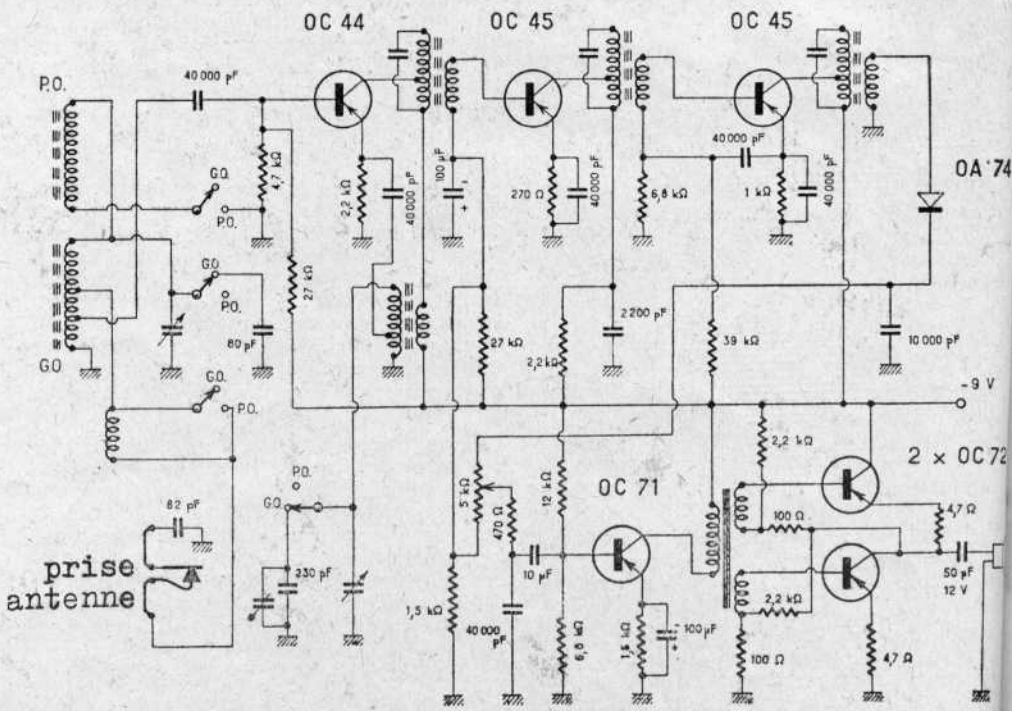 OC 44
OC 45
OC 45
P.O.
40 000 pF
4,7 kΩ
G.O.
P.O.
2,2 kΩ
40 000 pF
100 µF
+
270 Ω
40 000 pF
6,8 kΩ
40 000 pF
1 kΩ
40 000 pF
OA 74
G.O.
P.O.
27 kΩ
80 pF
G.O.
27 kΩ
2,2 kΩ
2 200 pF
39 kΩ
10 000 pF
G.O.
P.O.
- 9 V
2,2 kΩ
2 × OC 72
P.O.
G.O.
5 kΩ
470 Ω
12 kΩ
OC 71
100 Ω
4,7 Ω
82 pF
prise
antenne
230 pF
10 µF
50 µF
12 V
1,5 kΩ
40 000 pF
6,8 kΩ
1,5 kΩ
-
100 µF
+
2,2 kΩ
100 Ω
4,7 Ω